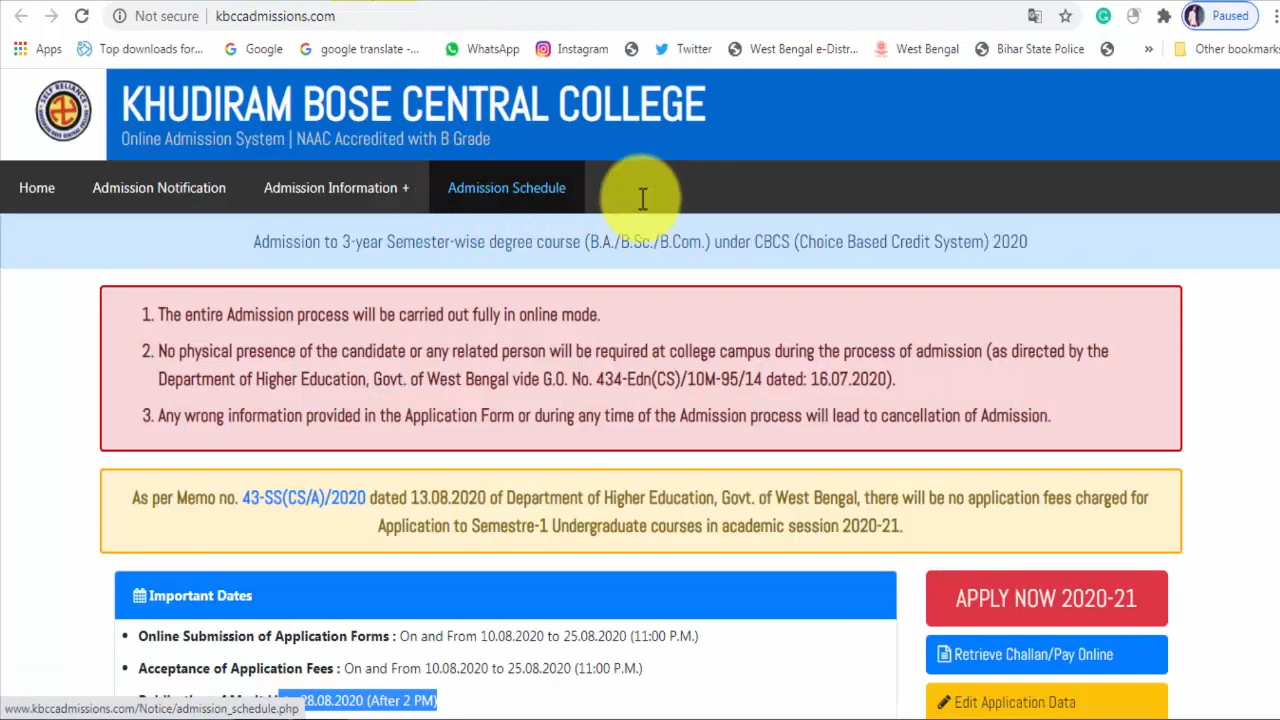 Not secure | kbccadmissions.com Paused
Apps Top downloads for... Google google translate -... WhatsApp Instagram Twitter West Bengal e-Distr... West Bengal Bihar State Police » Other bookmarks
KHUDIRAM BOSE CENTRAL COLLEGE
Online Admission System | NAAC Accredited with B Grade
Home Admission Notification Admission Information + Admission Schedule
Admission to 3-year Semester-wise degree course (B.A./B.Sc./B.Com.) under CBCS (Choice Based Credit System) 2020
1. The entire Admission process will be carried out fully in online mode.
2. No physical presence of the candidate or any related person will be required at college campus during the process of admission (as directed by the
Department of Higher Education, Govt. of West Bengal vide G.O. No. 434-Edn(CS)/10M-95/14 dated: 16.07.2020).
3. Any wrong information provided in the Application Form or during any time of the Admission process will lead to cancellation of Admission.
As per Memo no. 43-SS(CS/A)/2020 dated 13.08.2020 of Department of Higher Education, Govt. of West Bengal, there will be no application fees charged for
Application to Semestre-1 Undergraduate courses in academic session 2020-21.
Important Dates
• Online Submission of Application Forms : On and From 10.08.2020 to 25.08.2020 (11:00 P.M.)
• Acceptance of Application Fees : On and From 10.08.2020 to 25.08.2020 (11:00 P.M.)
28.08.2020 (After 2 PM)
APPLY NOW 2020-21
Retrieve Challan/Pay Online
Edit Application Data
www.kbccadmissions.com/Notice/admission_schedule.php